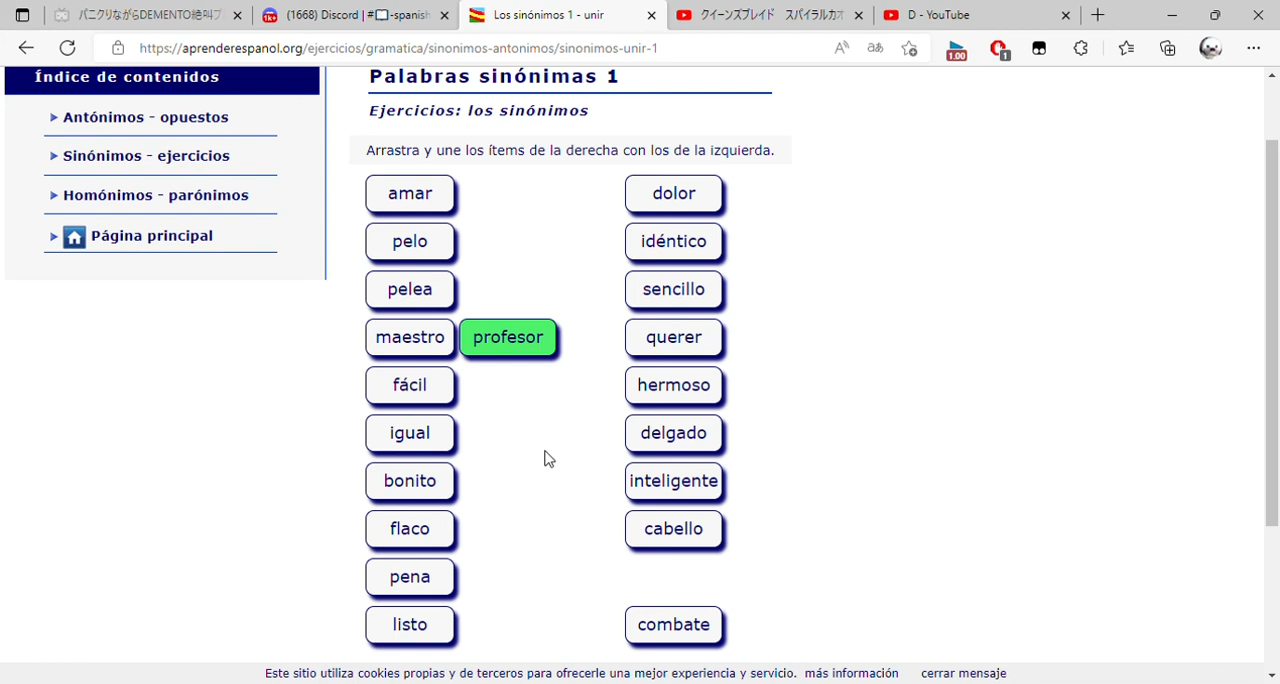 パニクりながらDEMENTO絶叫プ
(1668) Discord | #📖-spanish
Los sinónimos 1 - unir
クイーンズブレイド スパイラルカオ
D - YouTube
https://aprenderespanol.org/ejercicios/gramatica/sinonimos-antonimos/sinonimos-unir-1
1.00
1
Índice de contenidos
Antónimos - opuestos
Sinónimos - ejercicios
Homónimos - parónimos
Página principal
Palabras sinónimas 1
Ejercicios: los sinónimos
Arrastra y une los ítems de la derecha con los de la izquierda.
amar dolor
pelo idéntico
pelea sencillo
maestro profesor querer
fácil hermoso
igual delgado
bonito inteligente
flaco cabello
pena
listo combate
Este sitio utiliza cookies propias y de terceros para ofrecerle una mejor experiencia y servicio. más información cerrar mensaje